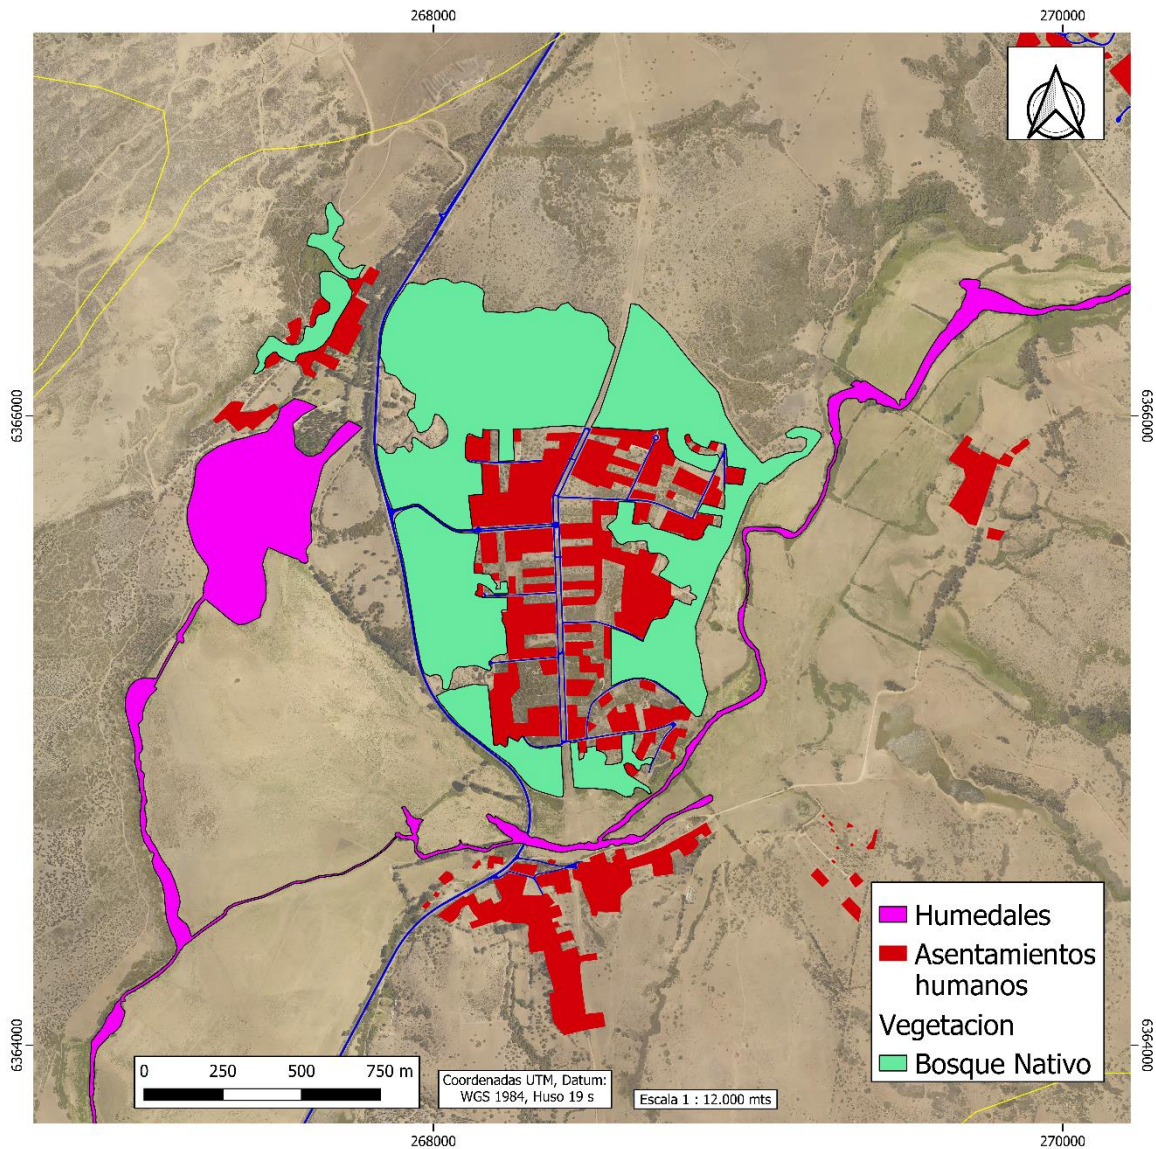 268000
270000
6366000
6366000
Humedales
Asentamientos
humanos
Vegetacion
Bosque Nativo
6364000
6364000
0 250 500 750 m
Coordenadas UTM, Datum:
WGS 1984, Huso 19 s
Escala 1 : 12.000 mts
268000
270000